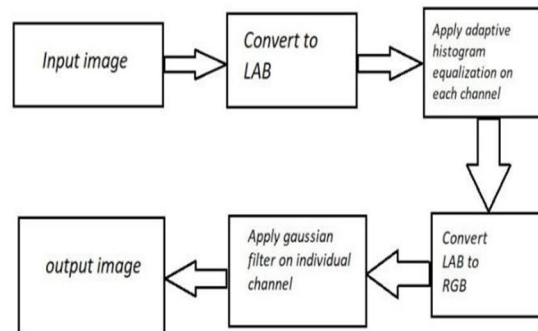 Input image
Convert to
LAB
Apply adaptive
histogram
equalization on
each channel
Convert
LAB to
RGB
Apply gaussian
filter on individual
channel
output image